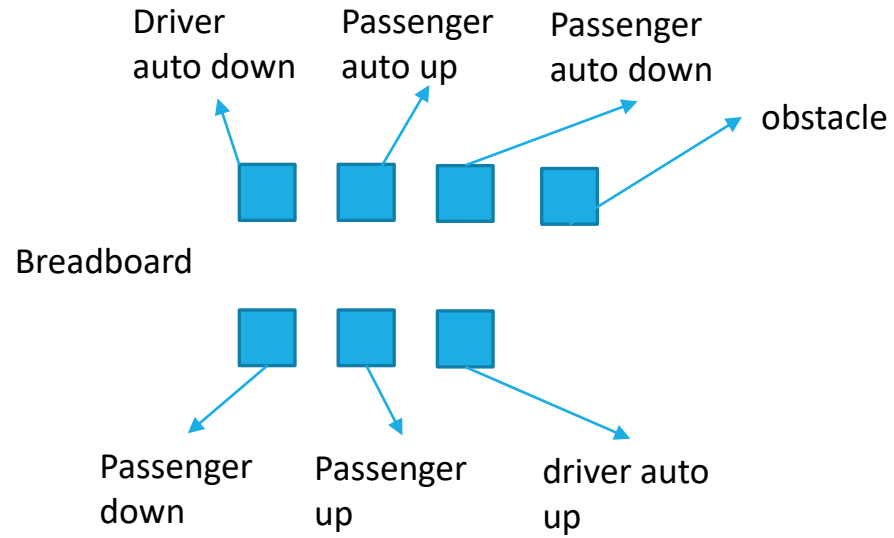 Driver
auto down
Passenger
auto up
Passenger
auto down
obstacle
Breadboard
Passenger
down
Passenger
up
driver auto
up